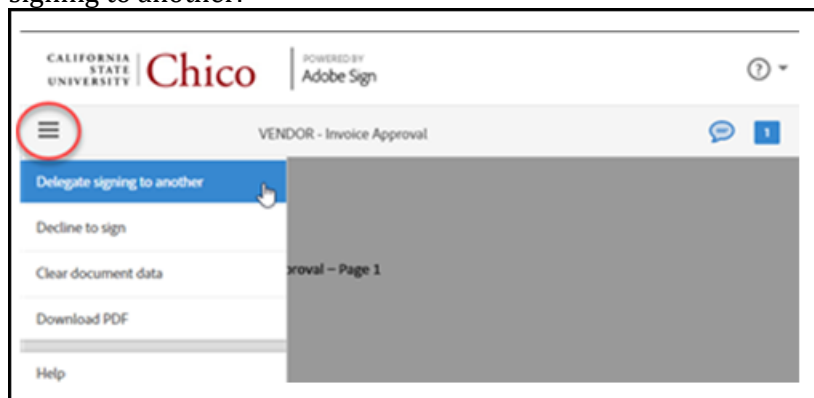 signing to another.
CALIFORNIA
STATE
UNIVERSITY
Chico
POWERED BY
Adobe Sign
?
VENDOR - Invoice Approval
1
Delegate signing to another
Decline to sign
Clear document data
proval – Page 1
Download PDF
Help